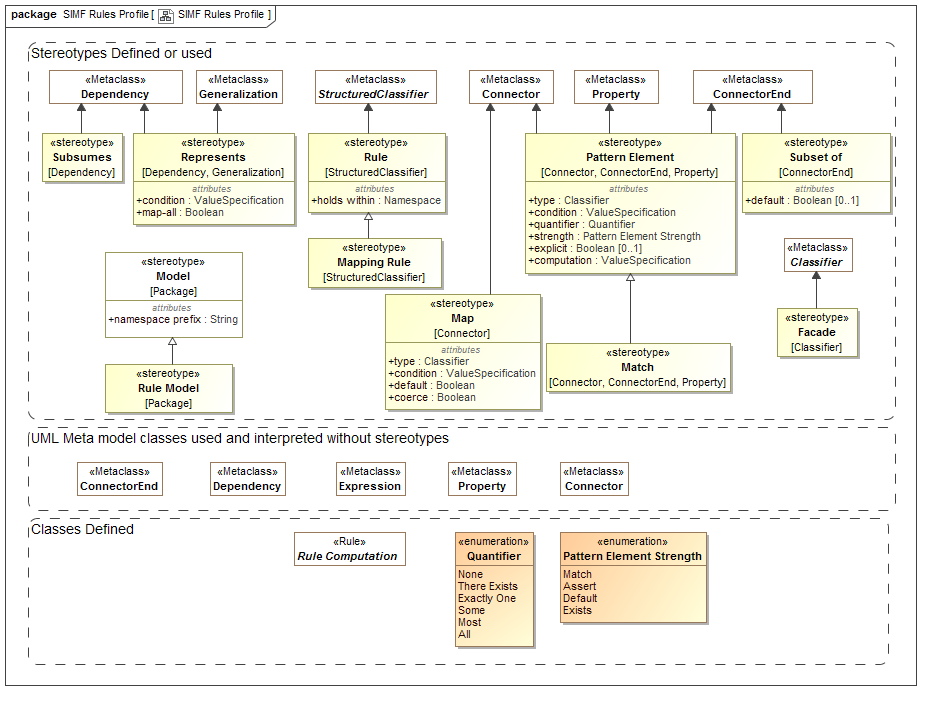 package SIMF Rules Profile [ SIMF Rules Profile ]
Stereotypes Defined or used
«Metaclass»
Dependency
«Metaclass»
Generalization
«Metaclass»
StructuredClassifier
«Metaclass»
Connector
«Metaclass»
Property
«Metaclass»
ConnectorEnd
«stereotype»
Subsumes
[Dependency]
«stereotype»
Represents
[Dependency, Generalization]
attributes
+condition : ValueSpecification
+map-all : Boolean
«stereotype»
Rule
[StructuredClassifier]
attributes
+holds within : Namespace
«stereotype»
Pattern Element
[Connector, ConnectorEnd, Property]
attributes
+type : Classifier
+condition : ValueSpecification
+quantifier : Quantifier
+strength : Pattern Element Strength
+explicit : Boolean [0..1]
+computation : ValueSpecification
«stereotype»
Subset of
[ConnectorEnd]
attributes
+default : Boolean [0..1]
«stereotype»
Mapping Rule
[StructuredClassifier]
«Metaclass»
Classifier
«stereotype»
Model
[Package]
attributes
+namespace prefix : String
«stereotype»
Map
[Connector]
attributes
+type : Classifier
+condition : ValueSpecification
+default : Boolean
+coerce : Boolean
«stereotype»
Facade
[Classifier]
«stereotype»
Match
[Connector, ConnectorEnd, Property]
«stereotype»
Rule Model
[Package]
UML Meta model classes used and interpreted without stereotypes
«Metaclass»
ConnectorEnd
«Metaclass»
Dependency
«Metaclass»
Expression
«Metaclass»
Property
«Metaclass»
Connector
Classes Defined
«Rule»
Rule Computation
«enumeration»
Quantifier
None
There Exists
Exactly One
Some
Most
All
«enumeration»
Pattern Element Strength
Match
Assert
Default
Exists